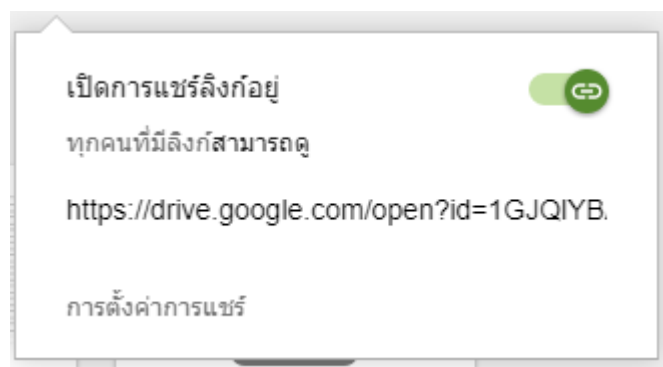 เปิดการแชร์ลิงก์อยู่
ทุกคนที่มีลิงก์สามารถดู
https://drive.google.com/open?id=1GJQIYB
การตั้งค่าการแชร์